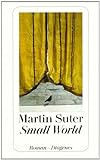 Martin Suter
Small World
Roman · Diogenes